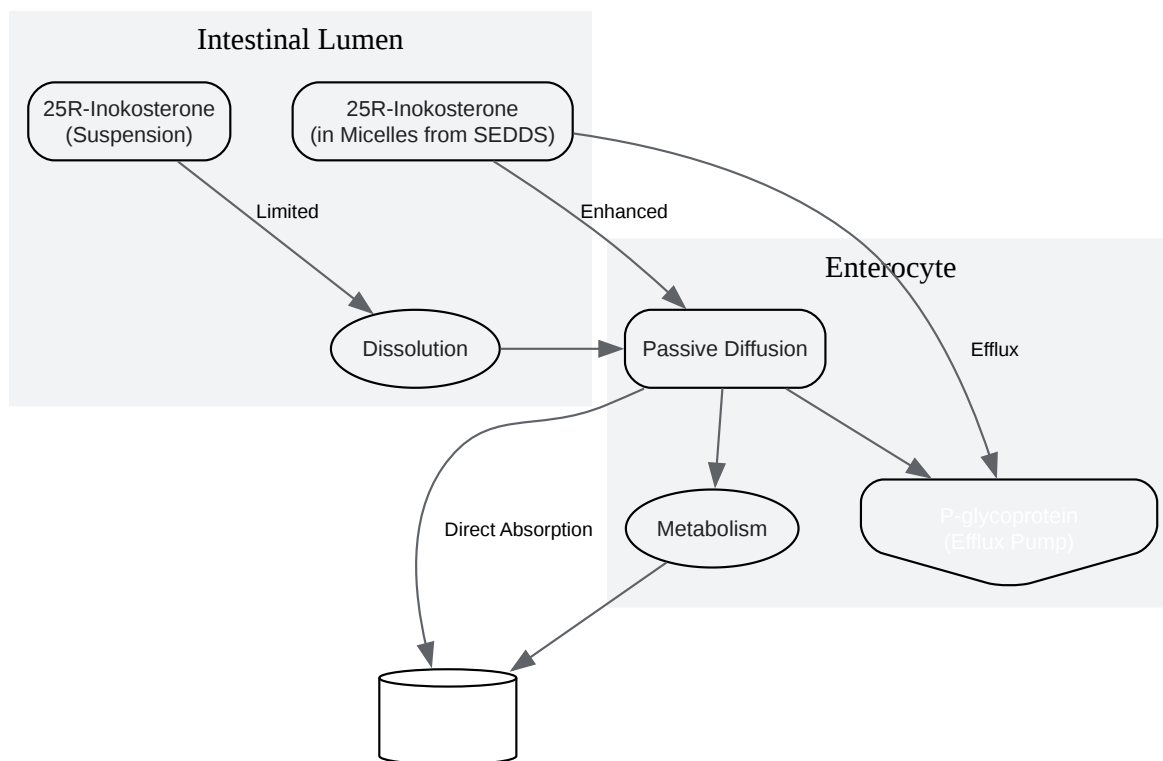 Intestinal Lumen
25R-Inokosterone
(Suspension)
25R-Inokosterone
(in Micelles from SEDDS)
Limited
Enhanced
Enterocyte
Dissolution
Passive Diffusion
Efflux
Direct Absorption
Metabolism
P-glycoprotein
(Efflux Pump)